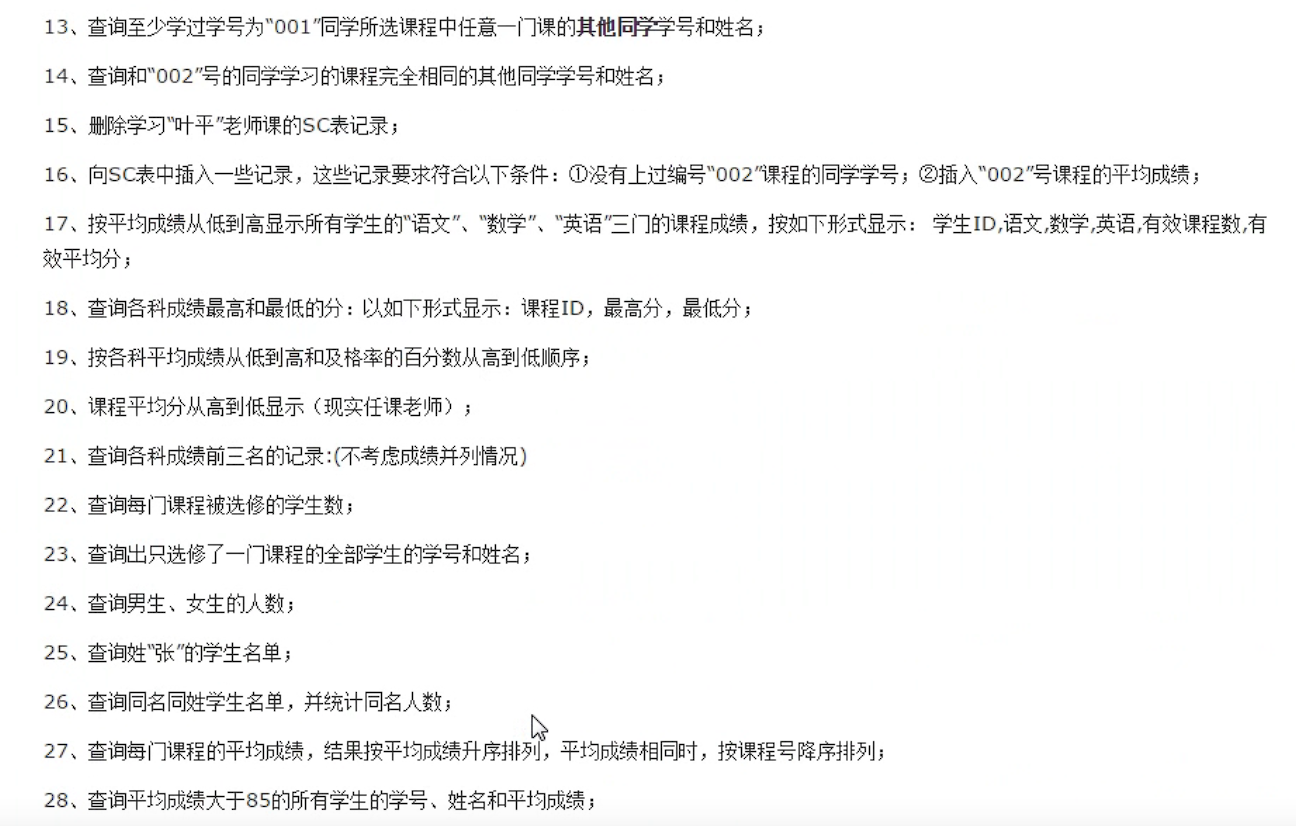 13、查询至少学过学号为“001”同学所选课程中任意一门课的其他同学学号和姓名；
14、查询和“002”号的同学学习的课程完全相同的其他同学学号和姓名；
15、删除学习“叶平”老师课的SC表记录；
16、向SC表中插入一些记录，这些记录要求符合以下条件：①没有上过编号“002”课程的同学学号；②插入“002”号课程的平均成绩；
17、按平均成绩从低到高显示所有学生的“语文”、“数学”、“英语”三门的课程成绩，按如下形式显示： 学生ID,语文,数学,英语,有效课程数,有
效平均分；
18、查询各科成绩最高和最低的分：以如下形式显示：课程ID，最高分，最低分；
19、按各科平均成绩从低到高和及格率的百分数从高到低顺序；
20、课程平均分从高到低显示（现实任课老师）；
21、查询各科成绩前三名的记录:(不考虑成绩并列情况)
22、查询每门课程被选修的学生数；
23、查询出只选修了一门课程的全部学生的学号和姓名；
24、查询男生、女生的人数；
25、查询姓“张”的学生名单；
26、查询同名同姓学生名单，并统计同名人数；
27、查询每门课程的平均成绩，结果按平均成绩升序排列，平均成绩相同时，按课程号降序排列；
28、查询平均成绩大于85的所有学生的学号、姓名和平均成绩；